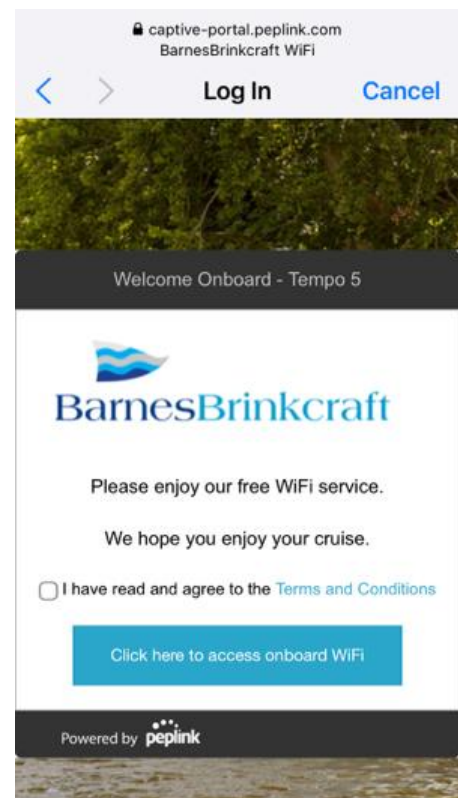 captive-portal.peplink.com
BarnesBrinkcraft WiFi
Log In
Cancel
Welcome Onboard - Tempo 5
BarnesBrinkcraft
Please enjoy our free WiFi service.
We hope you enjoy your cruise.
I have read and agree to the Terms and Conditions
Click here to access onboard WiFi
Powered by peplink